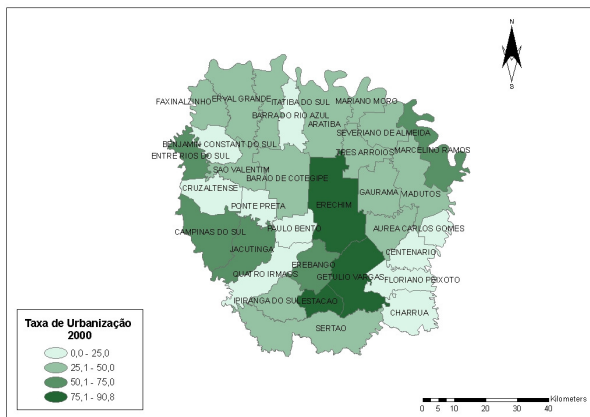 N
S
FAXINALZINHO
ERVAL GRANDE
ITATIBA DO SUL
MARIANO MORO
BARRA DO RIO AZUL
ARATIBA
SEVERIANO DE ALMEIDA
BENJAMIN CONSTANT DO SUL
TRES ARROIOS
MARCELINO RAMOS
ENTRE RIOS DO SUL
SAO VALENTIM
BARAO DE COTEGIPE
CRUZALTENSE
GAURAMA
MADUTOS
PONTE PRETA
ERECHIM
CAMPINAS DO SUL
PAULO BENTO
AUREA
CARLOS GOMES
JACUTINGA
CENTENARIO
EREBANGO
QUATRO IRMAOS
GETULIO VARGAS
FLORIANO PEIXOTO
IPIRANGA DO SUL
ESTACAO
CHARRUA
SERTAO
Taxa de Urbanização
2000
0,0 - 25,0
25,1 - 50,0
50,1 - 75,0
75,1 - 90,8
Kilometers
0 5 10 20 30 40